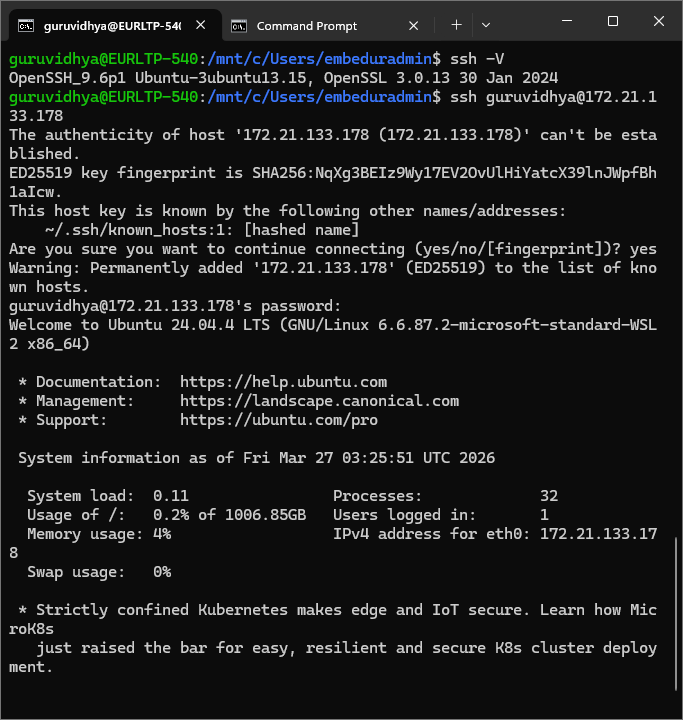 guruvidhya@EURLTP-540:
Command Prompt
guruvidhya@EURLTP-540:/mnt/c/Users/embeduradmin$ ssh -V
OpenSSH_9.6p1 Ubuntu-3ubuntu13.15, OpenSSL 3.0.13 30 Jan 2024
guruvidhya@EURLTP-540:/mnt/c/Users/embeduradmin$ ssh guruvidhya@172.21.1
33.178
The authenticity of host '172.21.133.178 (172.21.133.178)' can't be esta
blished.
ED25519 key fingerprint is SHA256:NqXg3BEIz9Wy17EV2OvUlHiYatcX39lnJWpfBh
1aIcw.
This host key is known by the following other names/addresses:
    ~/.ssh/known_hosts:1: [hashed name]
Are you sure you want to continue connecting (yes/no/[fingerprint])? yes
Warning: Permanently added '172.21.133.178' (ED25519) to the list of kno
wn hosts.
guruvidhya@172.21.133.178's password:
Welcome to Ubuntu 24.04.4 LTS (GNU/Linux 6.6.87.2-microsoft-standard-WSL
2 x86_64)
 * Documentation:  https://help.ubuntu.com
 * Management:     https://landscape.canonical.com
 * Support:        https://ubuntu.com/pro
 System information as of Fri Mar 27 03:25:51 UTC 2026
  System load:  0.11                Processes:             32
  Usage of /:   0.2% of 1006.85GB   Users logged in:       1
  Memory usage: 4%                  IPv4 address for eth0: 172.21.133.17
8
  Swap usage:   0%
 * Strictly confined Kubernetes makes edge and IoT secure. Learn how Mic
roK8s
   just raised the bar for easy, resilient and secure K8s cluster deploy
ment.